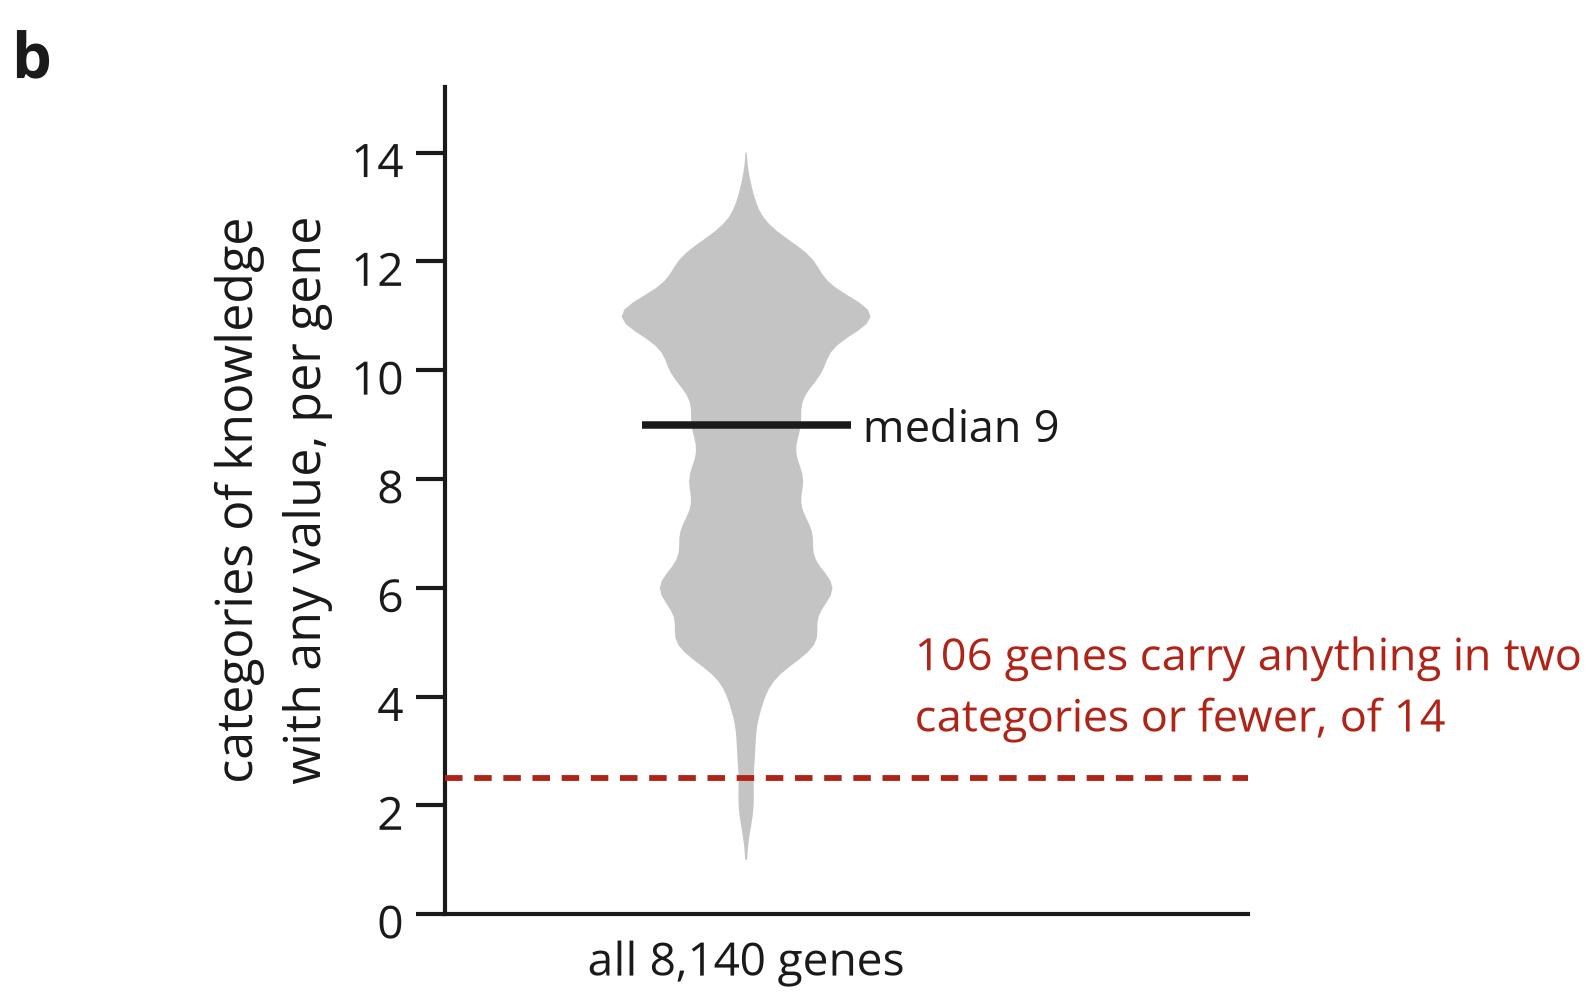 b
categories of knowledge
with any value, per gene
14
12
10
8
6
4
2
0
median 9
106 genes carry anything in two
categories or fewer, of 14
all 8,140 genes